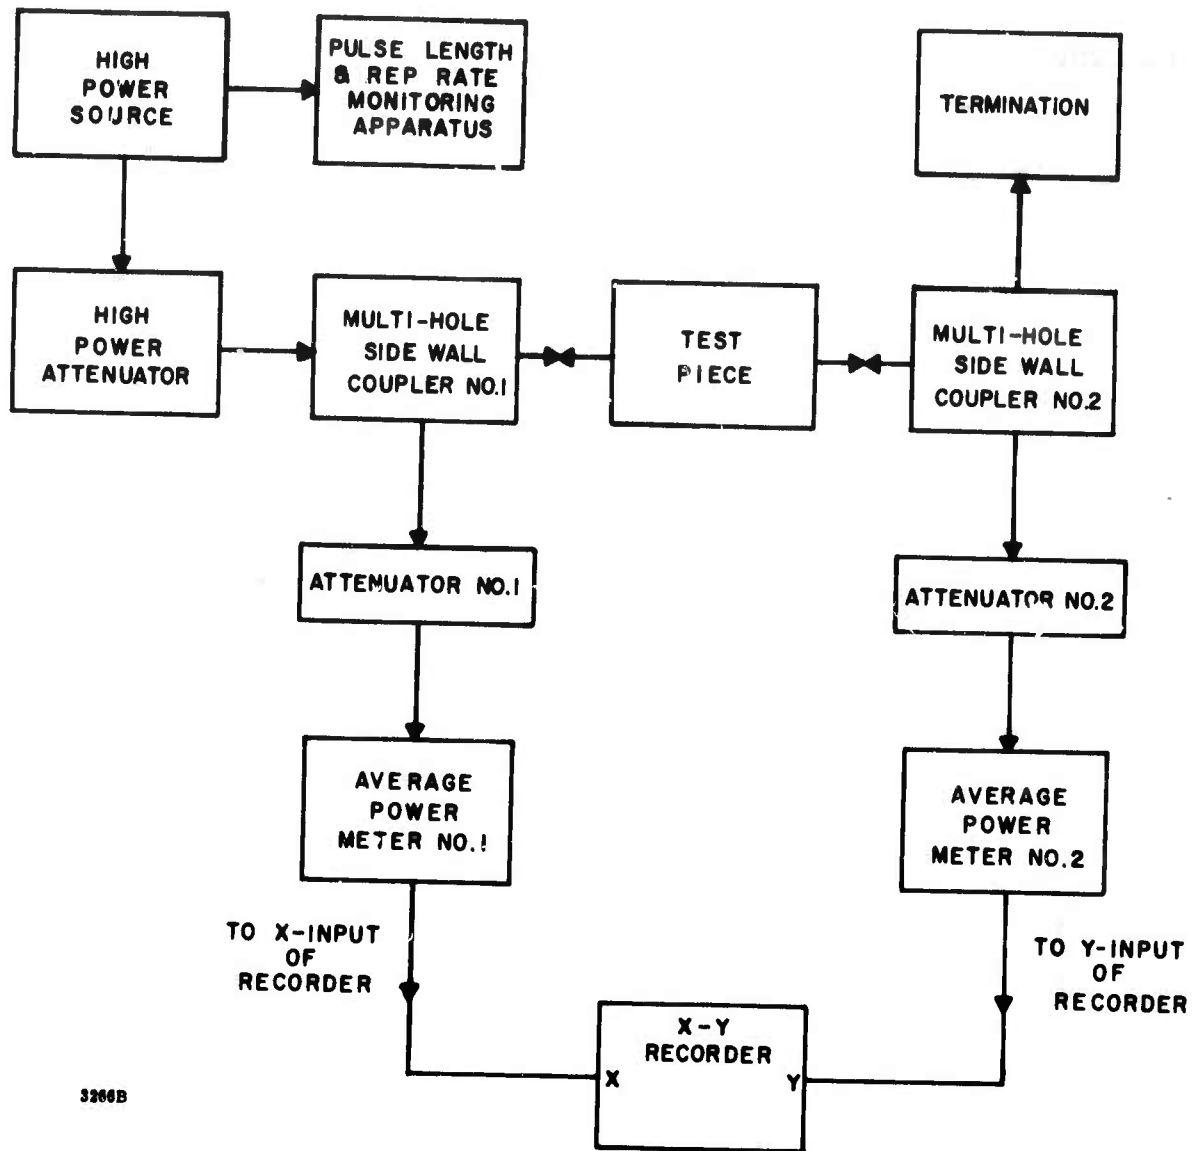 HIGH
POWER
SOURCE
PULSE LENGTH
& REP RATE
MONITORING
APPARATUS
TERMINATION
HIGH
POWER
ATTENUATOR
MULTI-HOLE
SIDE WALL
COUPLER NO.1
TEST
PIECE
MULTI-HOLE
SIDE WALL
COUPLER NO.2
ATTENUATOR NO.1
ATTENUATOR NO.2
AVERAGE
POWER
METER NO.1
AVERAGE
POWER
METER NO.2
TO X-INPUT
OF
RECORDER
TO Y-INPUT
OF
RECORDER
X-Y
RECORDER
X
Y
3266B